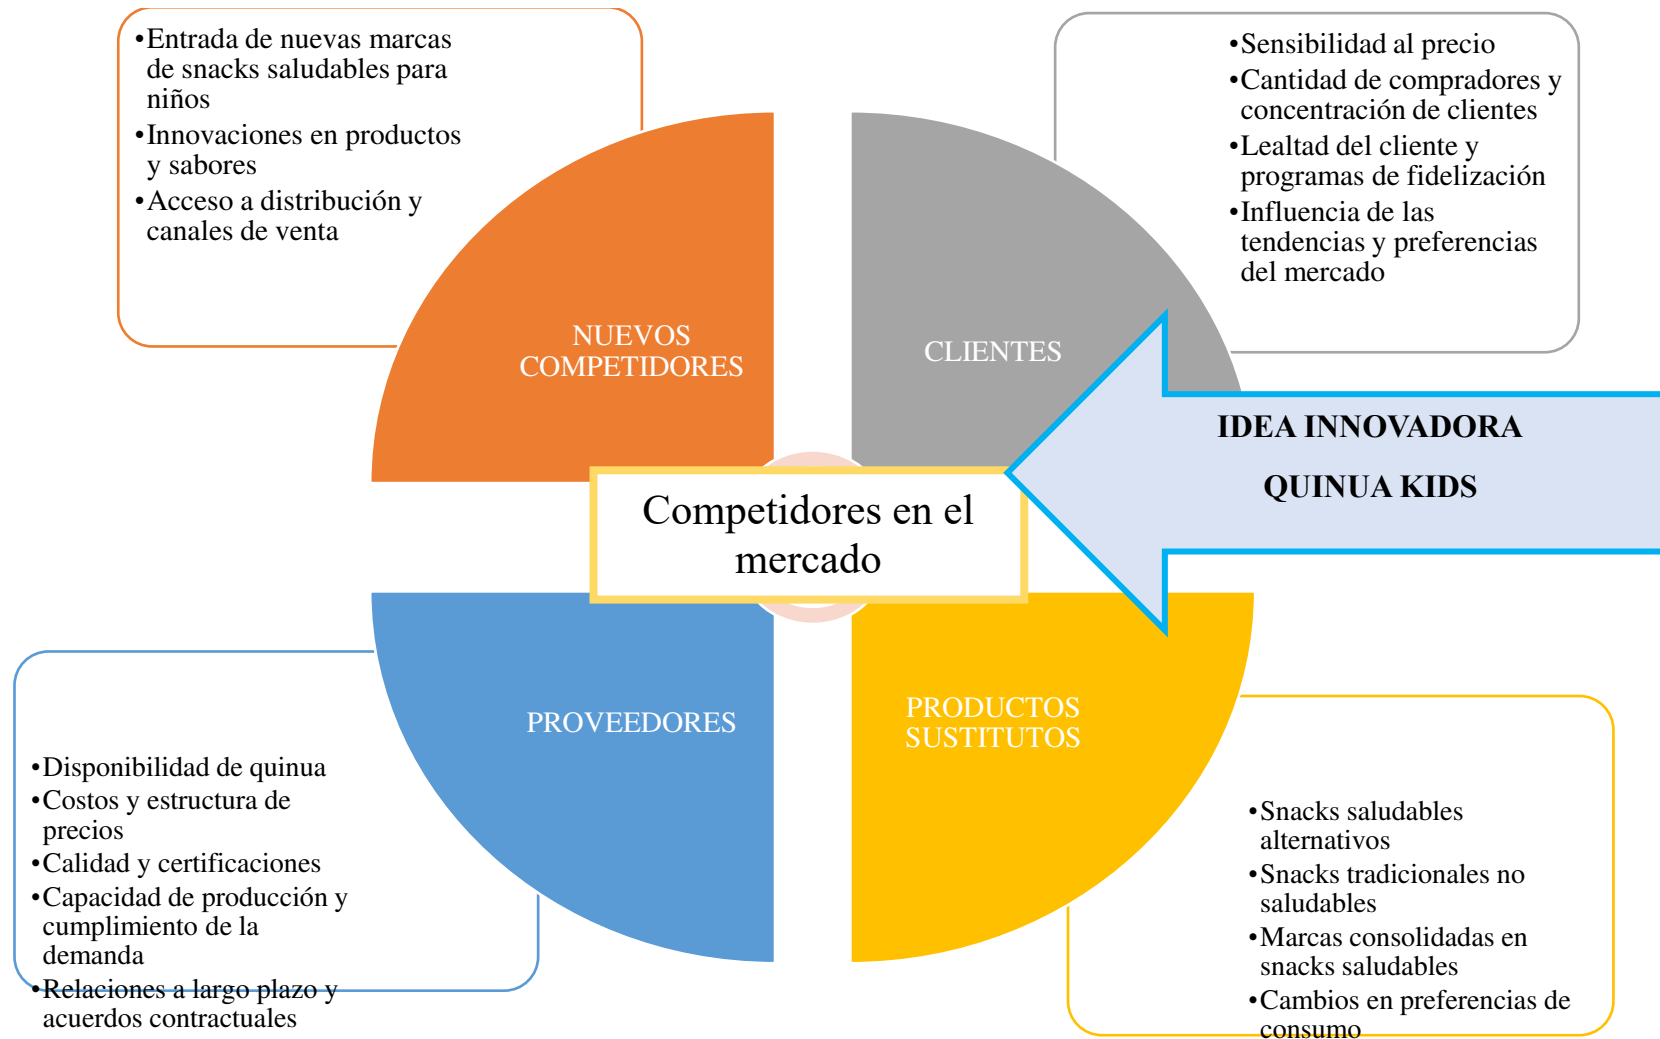 •Entrada de nuevas marcas
de snacks saludables para
niños
•Innovaciones en productos
y sabores
•Acceso a distribución y
canales de venta
•Sensibilidad al precio
•Cantidad de compradores y
concentración de clientes
•Lealtad del cliente y
programas de fidelización
•Influencia de las
tendencias y preferencias
del mercado
NUEVOS
COMPETIDORES
CLIENTES
IDEA INNOVADORA
QUINUA KIDS
Competidores en el
mercado
PROVEEDORES
PRODUCTOS
SUSTITUTOS
•Disponibilidad de quinua
•Costos y estructura de
precios
•Calidad y certificaciones
•Capacidad de producción y
cumplimiento de la
demanda
•Relaciones a largo plazo y
acuerdos contractuales
•Snacks saludables
alternativos
•Snacks tradicionales no
saludables
•Marcas consolidadas en
snacks saludables
•Cambios en preferencias de
consumo